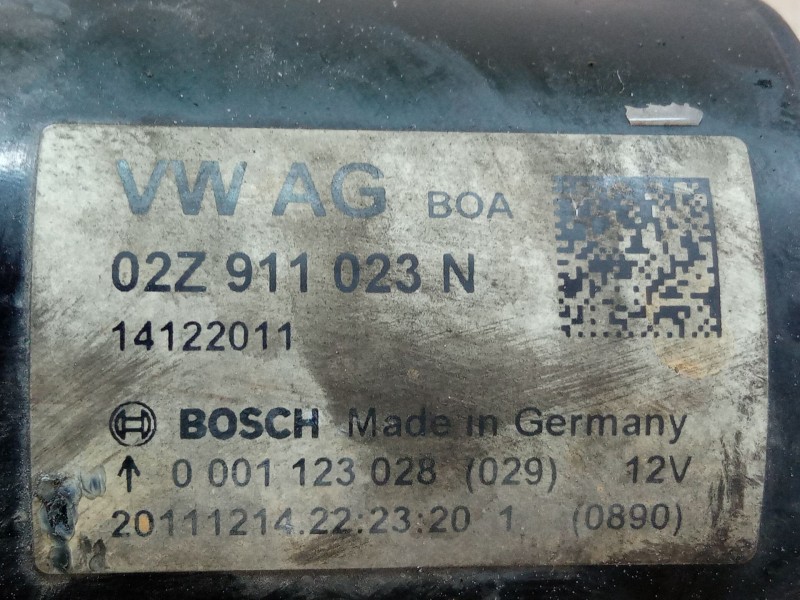 VW AG BOA
02Z 911 023 N
14122011
BOSCH Made in Germany
↑ 0 001 123 028 (029) 12V
20111214.22:23:20 1 (0890)